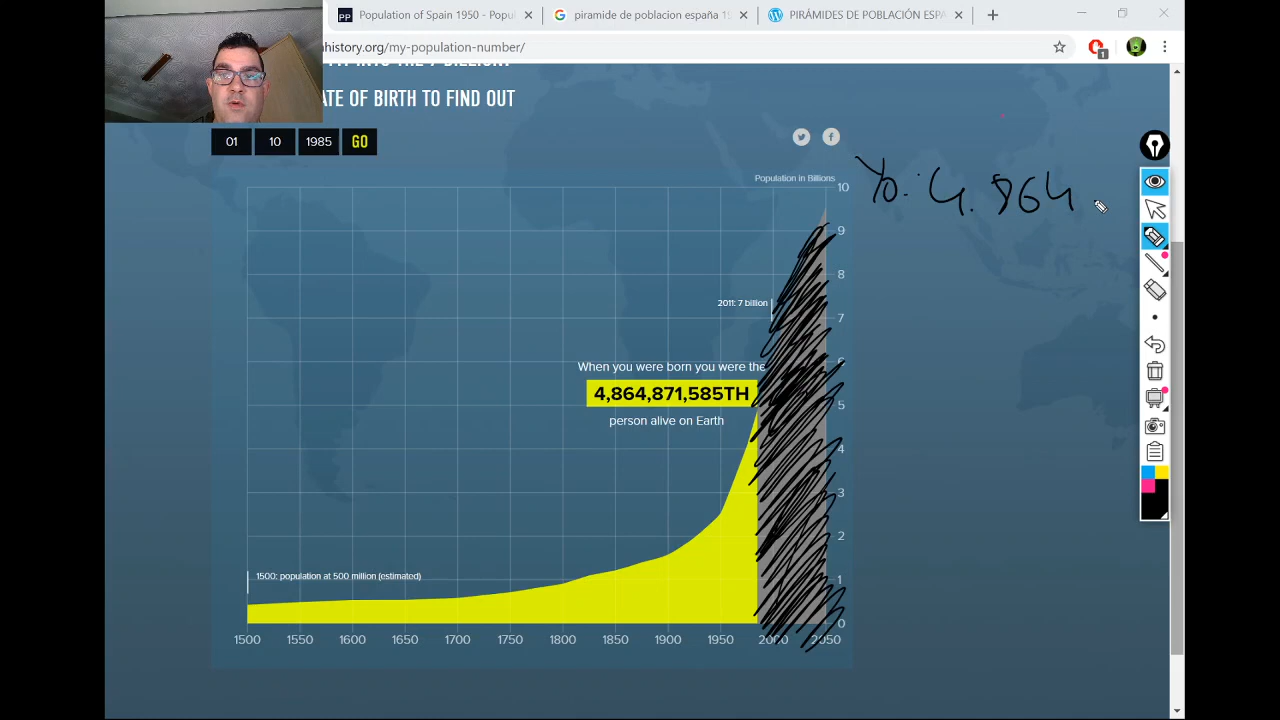 Population of Spain 1950 - Popul
piramide de poblacion españa 19
PIRÁMIDES DE POBLACIÓN ESPA
history.org/my-population-number/
ATE OF BIRTH TO FIND OUT
01 10 1985 GO
Population in Billions
Yo: 4.864
10
9
8
2011: 7 billion
7
When you were born you were the
6
4,864,871,585TH
5
person alive on Earth
4
3
2
1500: population at 500 million (estimated)
1
0
1500 1550 1600 1650 1700 1750 1800 1850 1900 1950 2000 2050